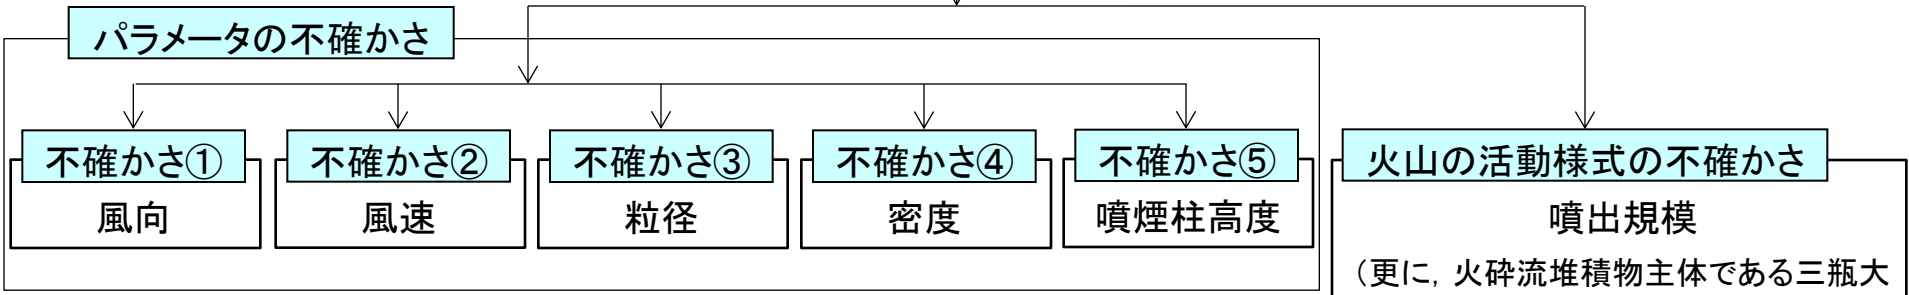 パラメータの不確かさ
不確かさ①
風向
不確かさ②
風速
不確かさ③
粒径
不確かさ④
密度
不確かさ⑤
噴煙柱高度
火山の活動様式の不確かさ
噴出規模
（更に，火砕流堆積物主体である三瓶大